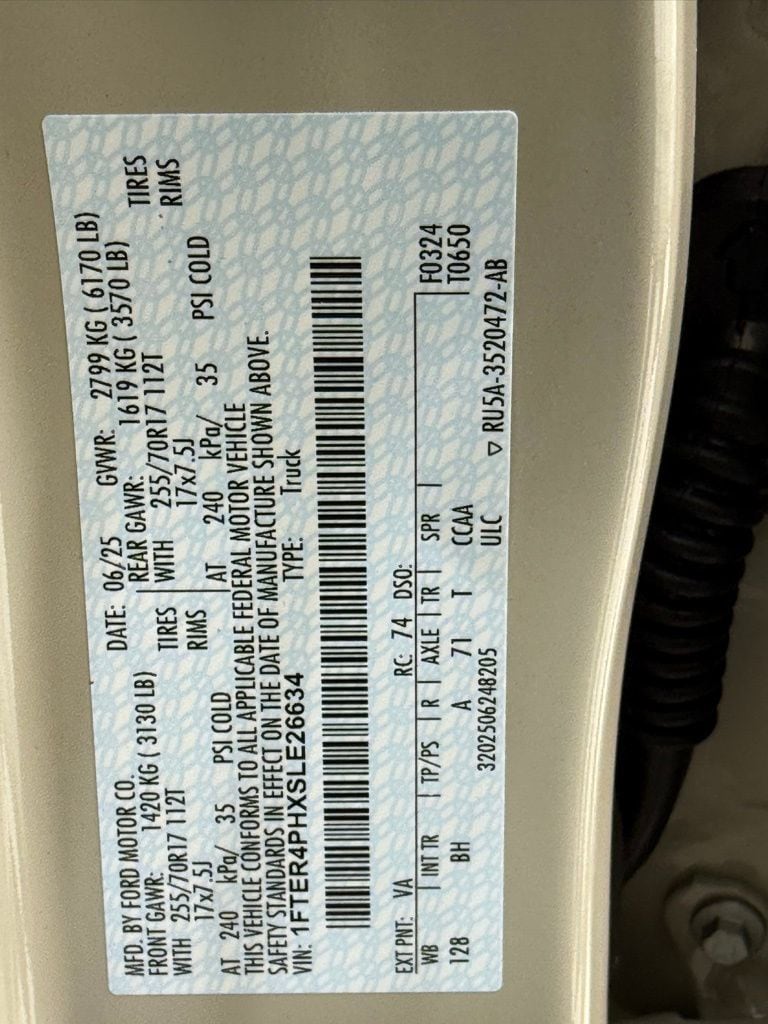 MFD. BY FORD MOTOR CO. DATE: 06/25 GVWR: 2799 KG ( 6170 LB)
FRONT GAWR: 1420 KG ( 3130 LB) REAR GAWR: 1619 KG ( 3570 LB)
WITH 255/70R17 112T TIRES WITH 255/70R17 112T TIRES
17x7.5J RIMS 17x7.5J RIMS
AT 240 kPa/ 35 PSI COLD AT 240 kPa/ 35 PSI COLD
THIS VEHICLE CONFORMS TO ALL APPLICABLE FEDERAL MOTOR VEHICLE
SAFETY STANDARDS IN EFFECT ON THE DATE OF MANUFACTURE SHOWN ABOVE.
VIN: 1FTER4PHXSLE26634 TYPE: Truck
EXT PNT: VA RC: 74 DSO:
WB INT TR TP/PS R AXLE TR SPR F0324
128 BH A 71 T CCAA T0650
3202506248205 ULC
▽ RU5A-3520472-AB